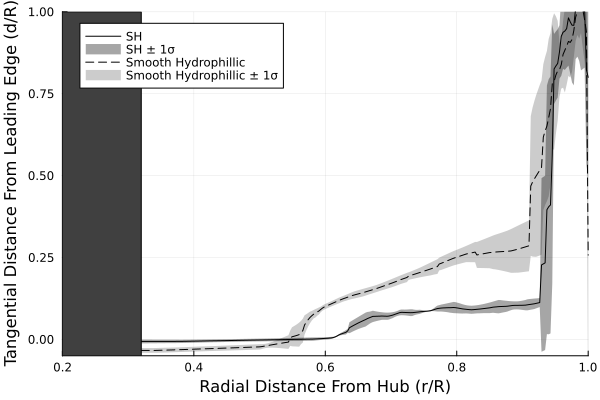 Tangential Distance From Leading Edge (d/R)
1.00
0.75
0.50
0.25
0.00
SH
SH ± 1σ
Smooth Hydrophillic
Smooth Hydrophillic ± 1σ
0.2 0.4 0.6 0.8 1.0
Radial Distance From Hub (r/R)